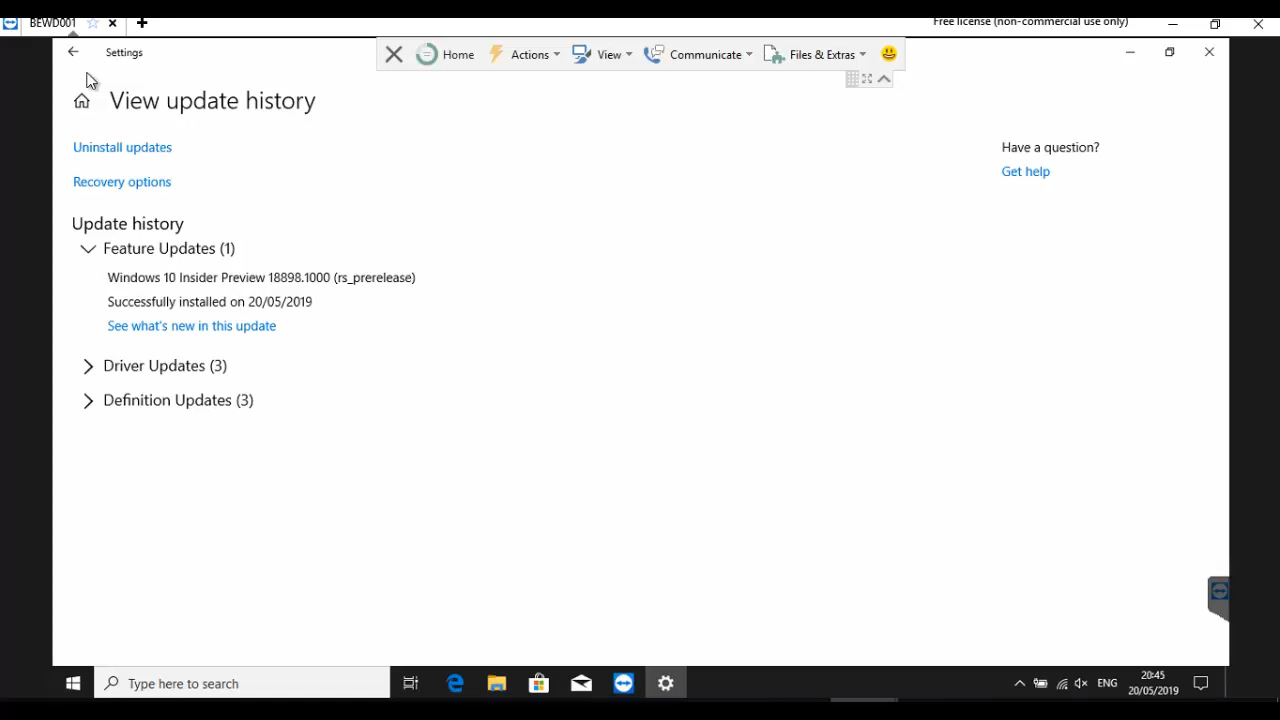 BEWD001
Free license (non-commercial use only)
Settings
Home
Actions
View
Communicate
Files & Extras
View update history
Uninstall updates
Have a question?
Get help
Recovery options
Update history
Feature Updates (1)
Windows 10 Insider Preview 18898.1000 (rs_prerelease)
Successfully installed on 20/05/2019
See what's new in this update
Driver Updates (3)
Definition Updates (3)
Type here to search
ENG
20:45
20/05/2019